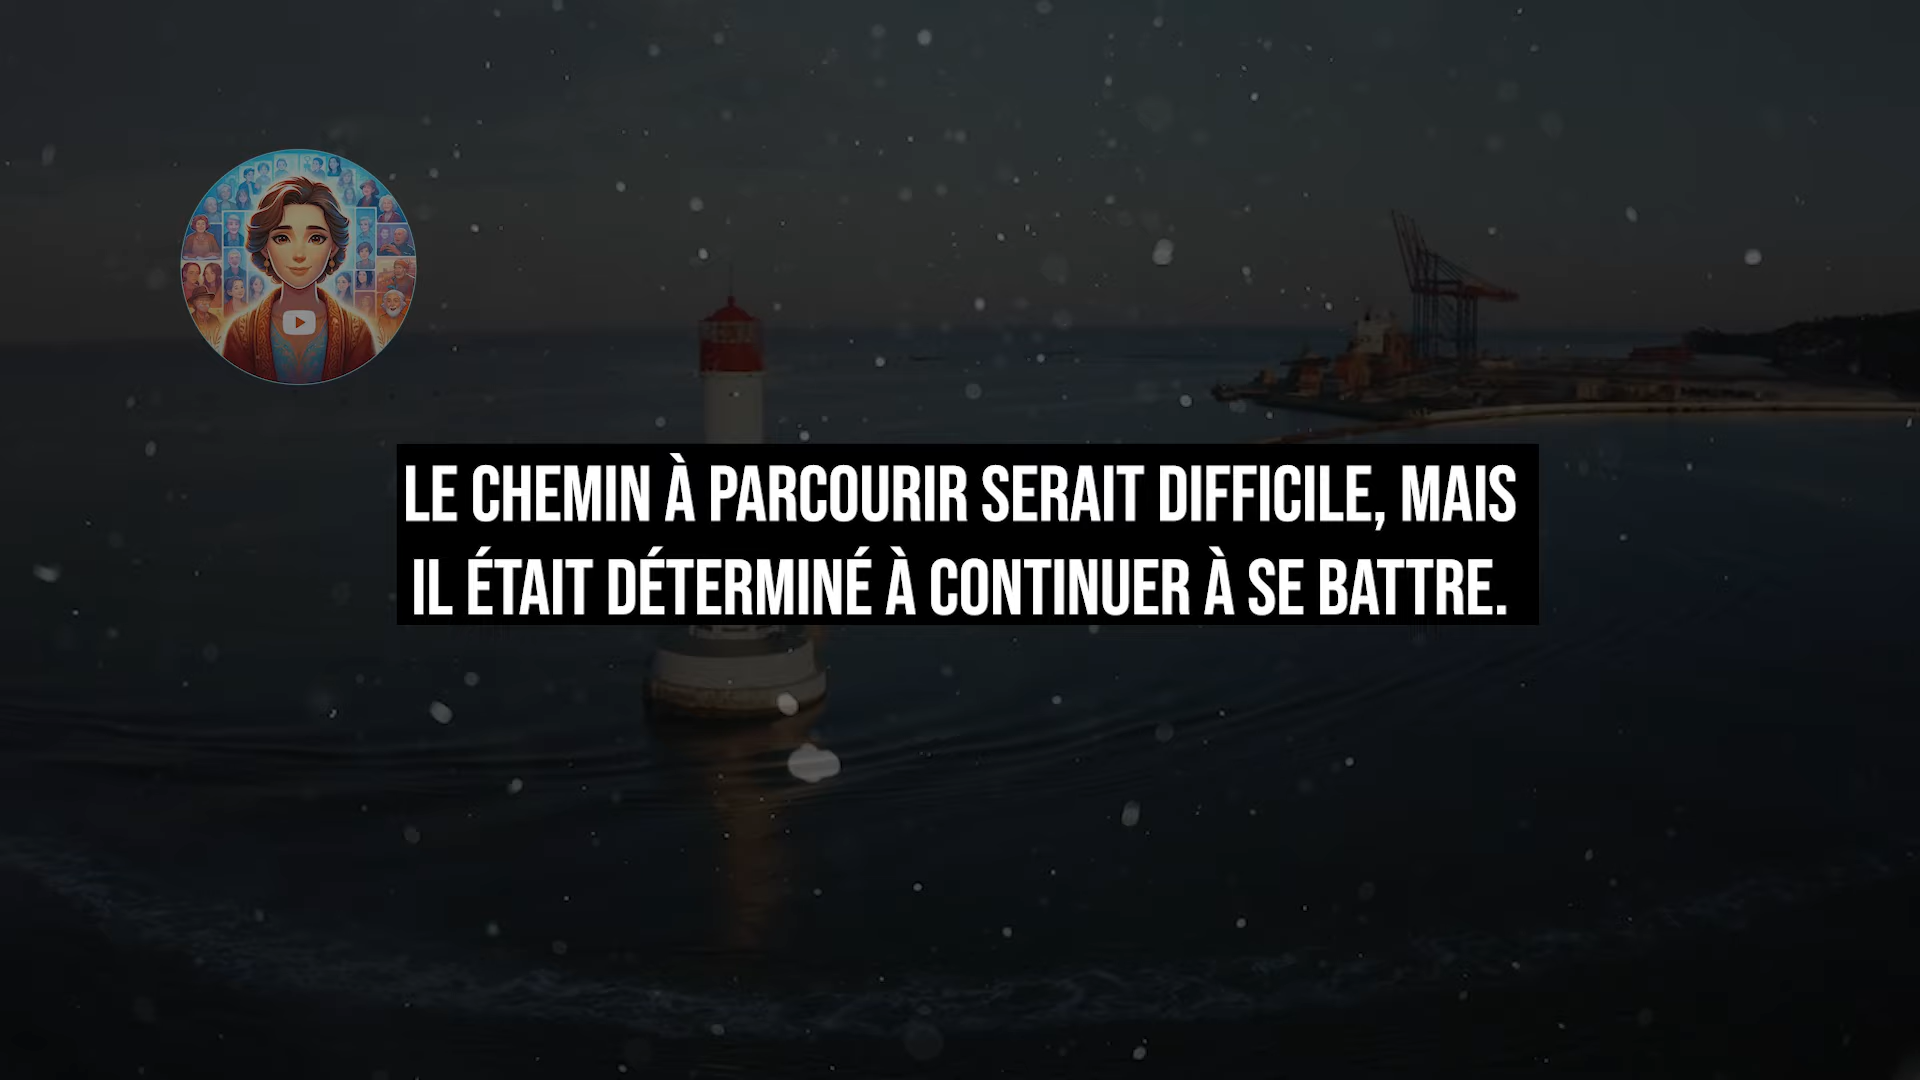 LE CHEMIN À PARCOURIR SERAIT DIFFICILE, MAIS
IL ÉTAIT DÉTERMINÉ À CONTINUER À SE BATTRE.